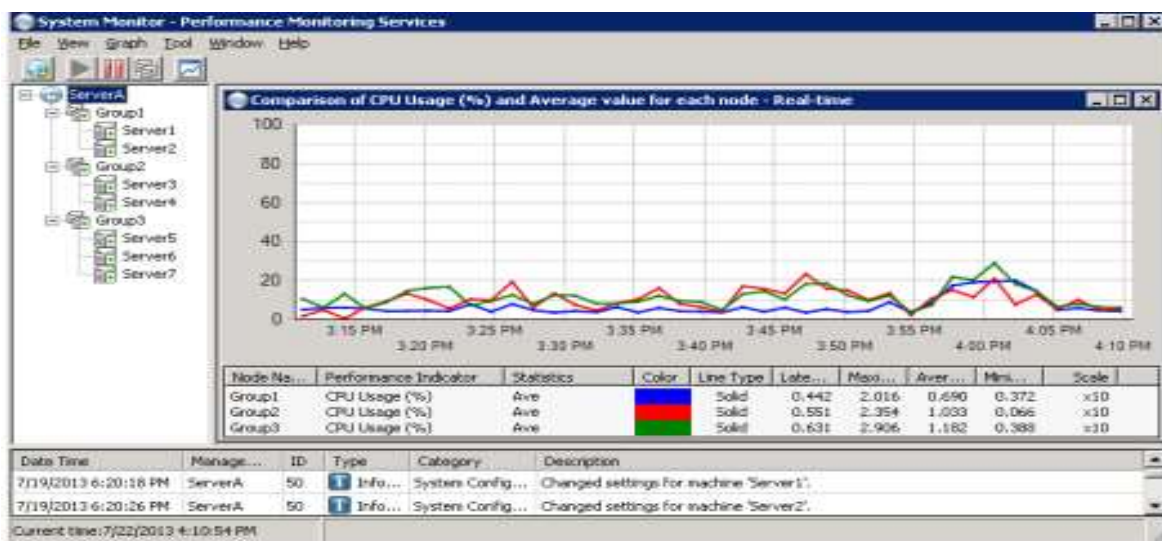 System Monitor - Performance Monitoring Services
File View Graph Tool Window Help
ServerA
Group1
Server1
Server2
Group2
Server3
Server4
Group3
Server5
Server6
Server7
Comparison of CPU Usage (%) and Average value for each node - Real-time
100
80
60
40
20
0
3:15 PM 3:25 PM 3:35 PM 3:45 PM 3:55 PM 4:05 PM
3:20 PM 3:30 PM 3:40 PM 3:50 PM 4:00 PM 4:10 PM
Node Na... Performance Indicator Statistics Color Line Type Late... Maxi... Aver... Mini... Scale
Group1 CPU Usage (%) Ave Solid 0.442 2.016 0.690 0.372 x10
Group2 CPU Usage (%) Ave Solid 0.551 2.354 1.033 0.066 x10
Group3 CPU Usage (%) Ave Solid 0.631 2.906 1.182 0.388 x10
Date Time Manage... ID Type Category Description
7/19/2013 6:20:18 PM ServerA 50 Info... System Config... Changed settings for machine 'Server1'.
7/19/2013 6:20:26 PM ServerA 50 Info... System Config... Changed settings for machine 'Server2'.
Current time:7/22/2013 4:10:54 PM